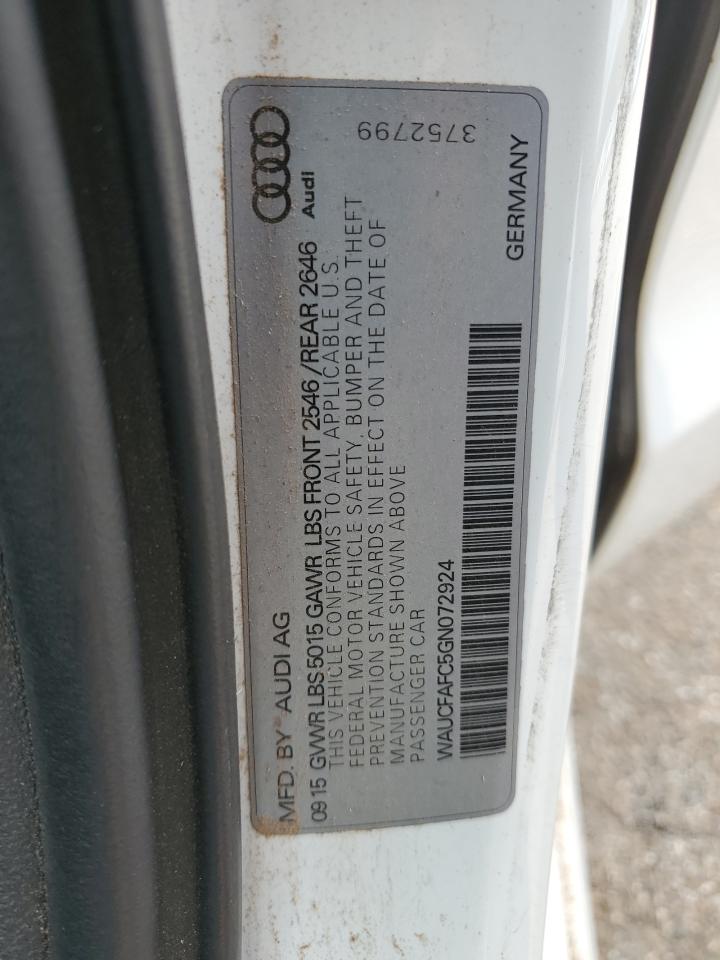 MFD. BY AUDI AG
09 15 GVWR LBS 5015 GAWR LBS FRONT 2546 /REAR 2646
THIS VEHICLE CONFORMS TO ALL APPLICABLE U.S.
FEDERAL MOTOR VEHICLE SAFETY, BUMPER AND THEFT
PREVENTION STANDARDS IN EFFECT ON THE DATE OF
MANUFACTURE SHOWN ABOVE
PASSENGER CAR
WAUCFAFC5GN072924
Audi
3752799
GERMANY